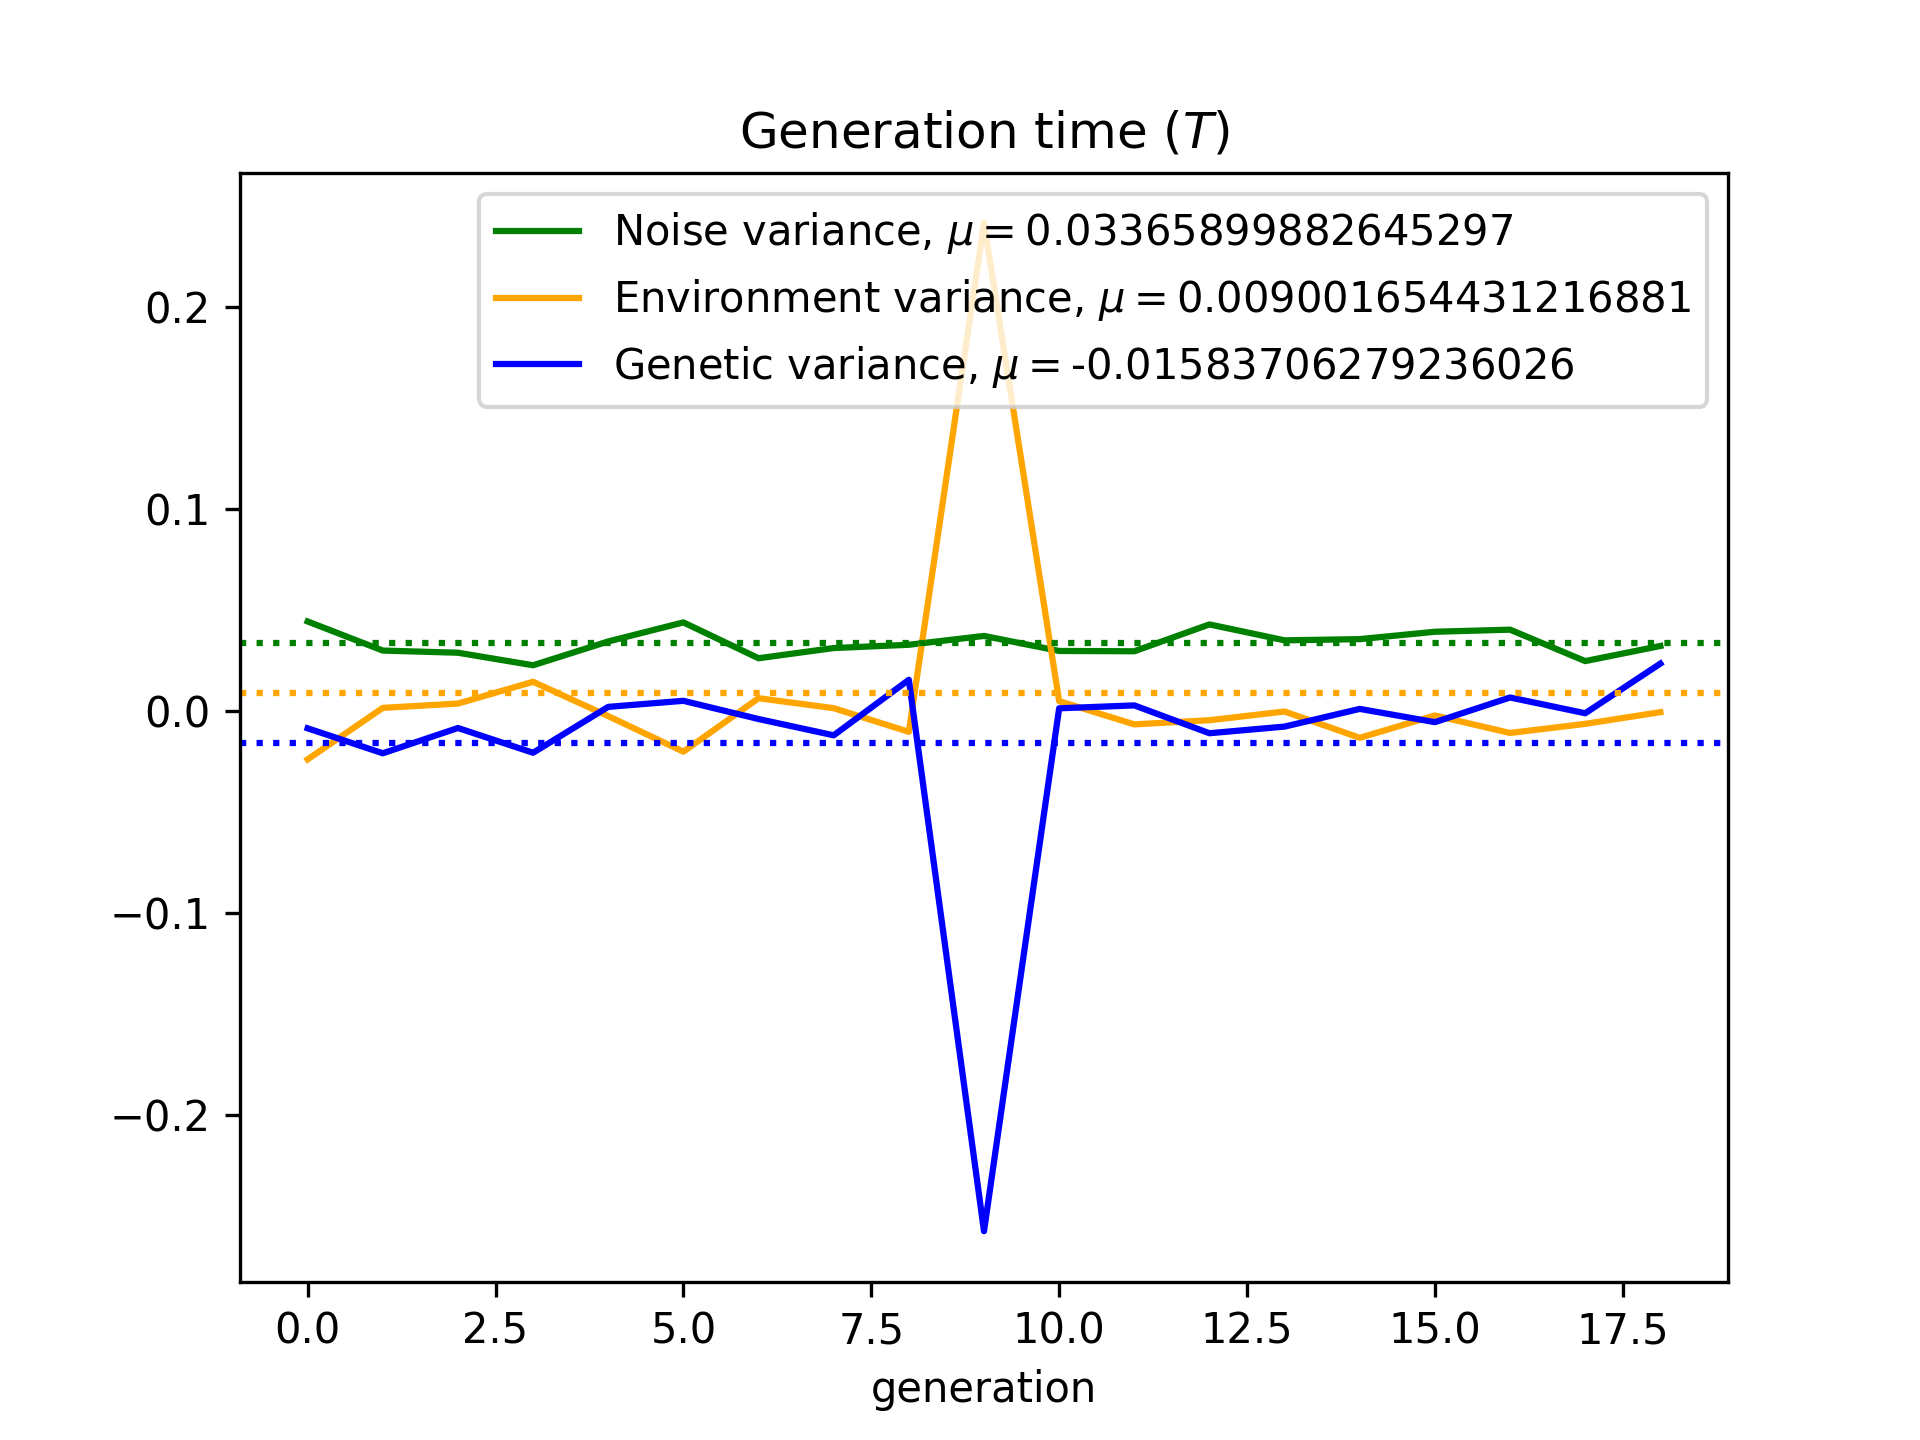 Generation time (T)
Noise variance, μ = 0.03365899882645297
Environment variance, μ = 0.009001654431216881
Genetic variance, μ = -0.01583706279236026
0.2
0.1
0.0
−0.1
−0.2
0.0 2.5 5.0 7.5 10.0 12.5 15.0 17.5
generation